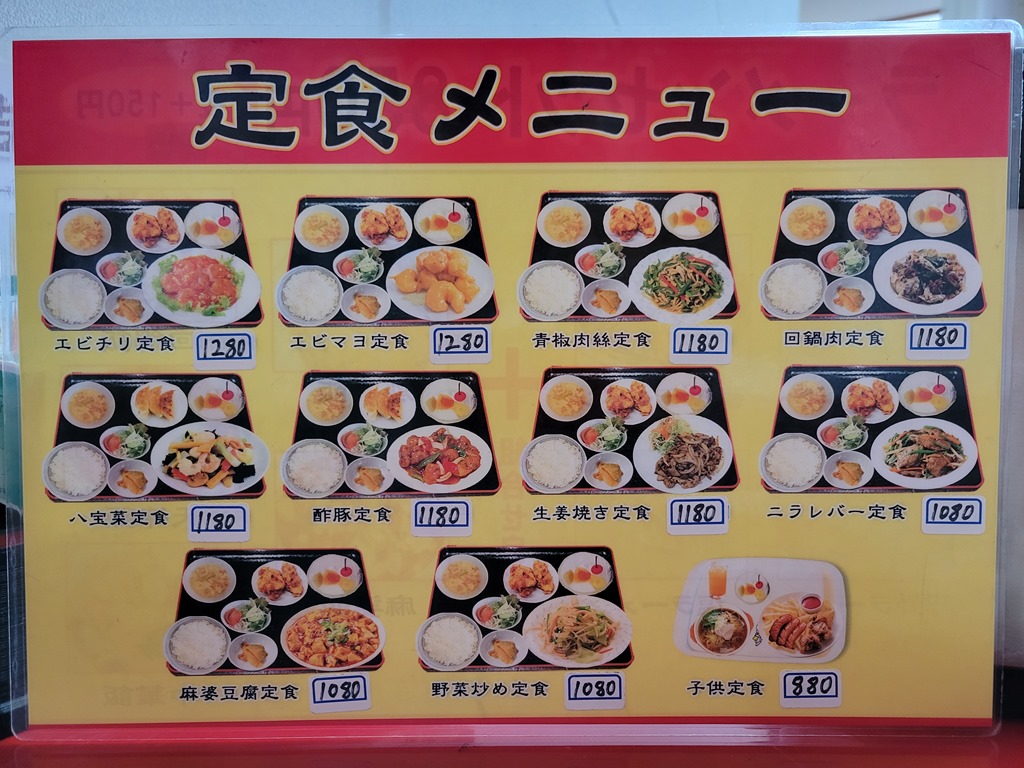 定食メニュー
エビチリ定食 1280
エビマヨ定食 1280
青椒肉絲定食 1180
回鍋肉定食 1180
八宝菜定食 1180
酢豚定食 1180
生姜焼き定食 1180
ニラレバー定食 1080
麻婆豆腐定食 1080
野菜炒め定食 1080
子供定食 880